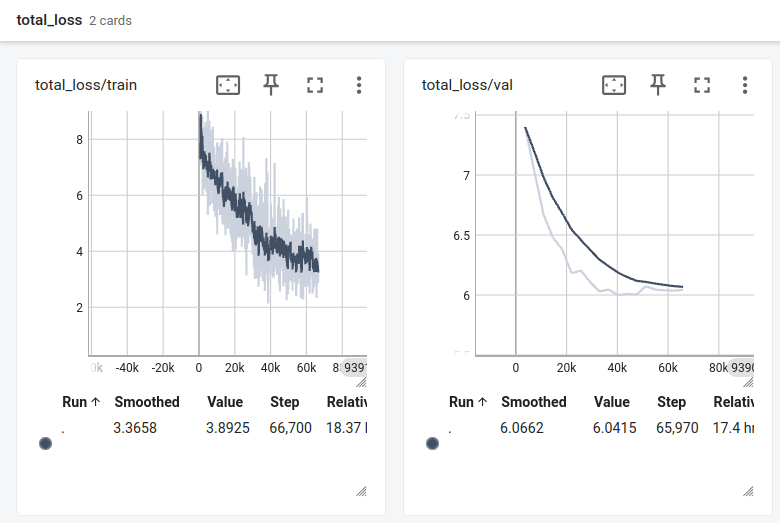 total_loss 2 cards
total_loss/train
8
6
4
2
-40k -20k 0 20k 40k 60k
Run ↑ Smoothed Value Step
. 3.3658 3.8925 66,700 18.37
total_loss/val
7
6.5
6
0 20k 40k 60k 80k
Run ↑ Smoothed Value Step
. 6.0662 6.0415 65,970 17.4